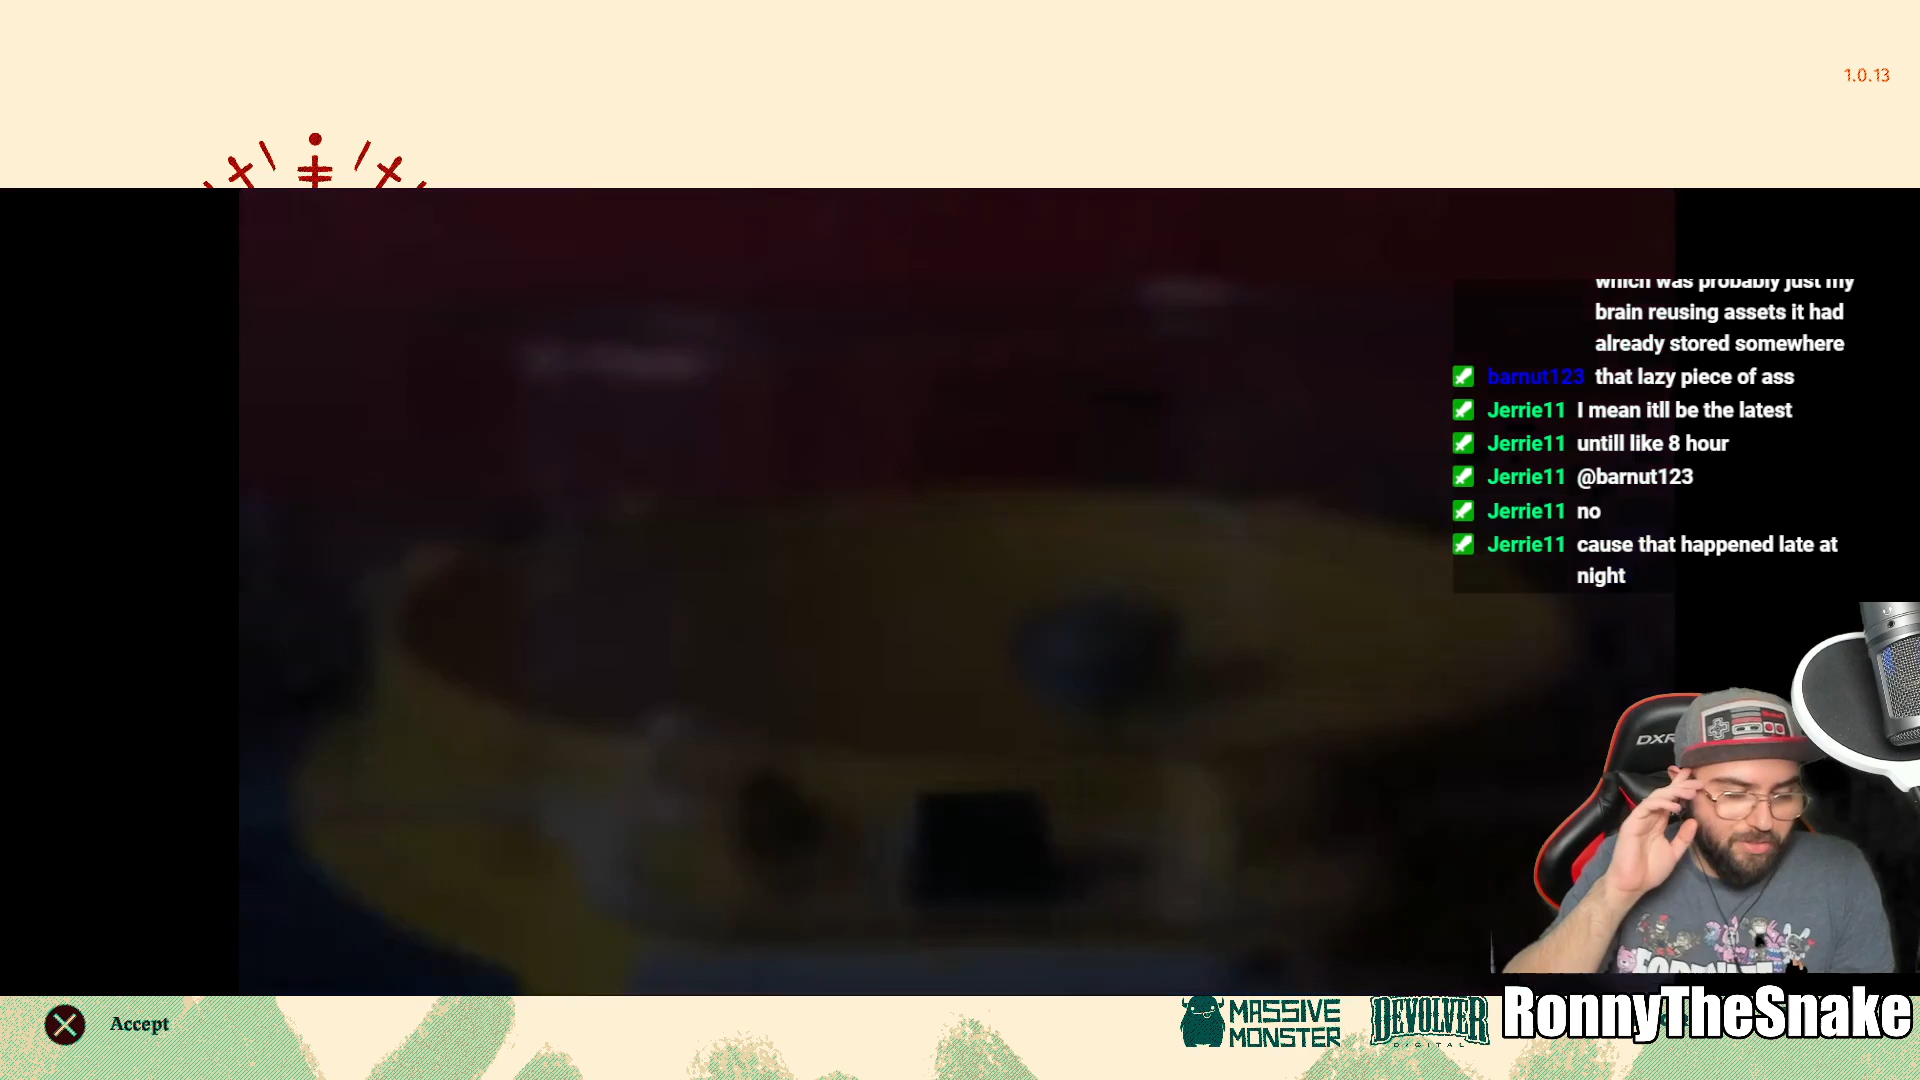 1.0.13
which was probably just my
brain reusing assets it had
already stored somewhere
barnut123 that lazy piece of ass
Jerrie11 I mean itll be the latest
Jerrie11 untill like 8 hour
Jerrie11 @barnut123
Jerrie11 no
Jerrie11 cause that happened late at
night
DXR
Accept
MASSIVE
MONSTER
DEVOLVER
DIGITAL
RonnyTheSnake